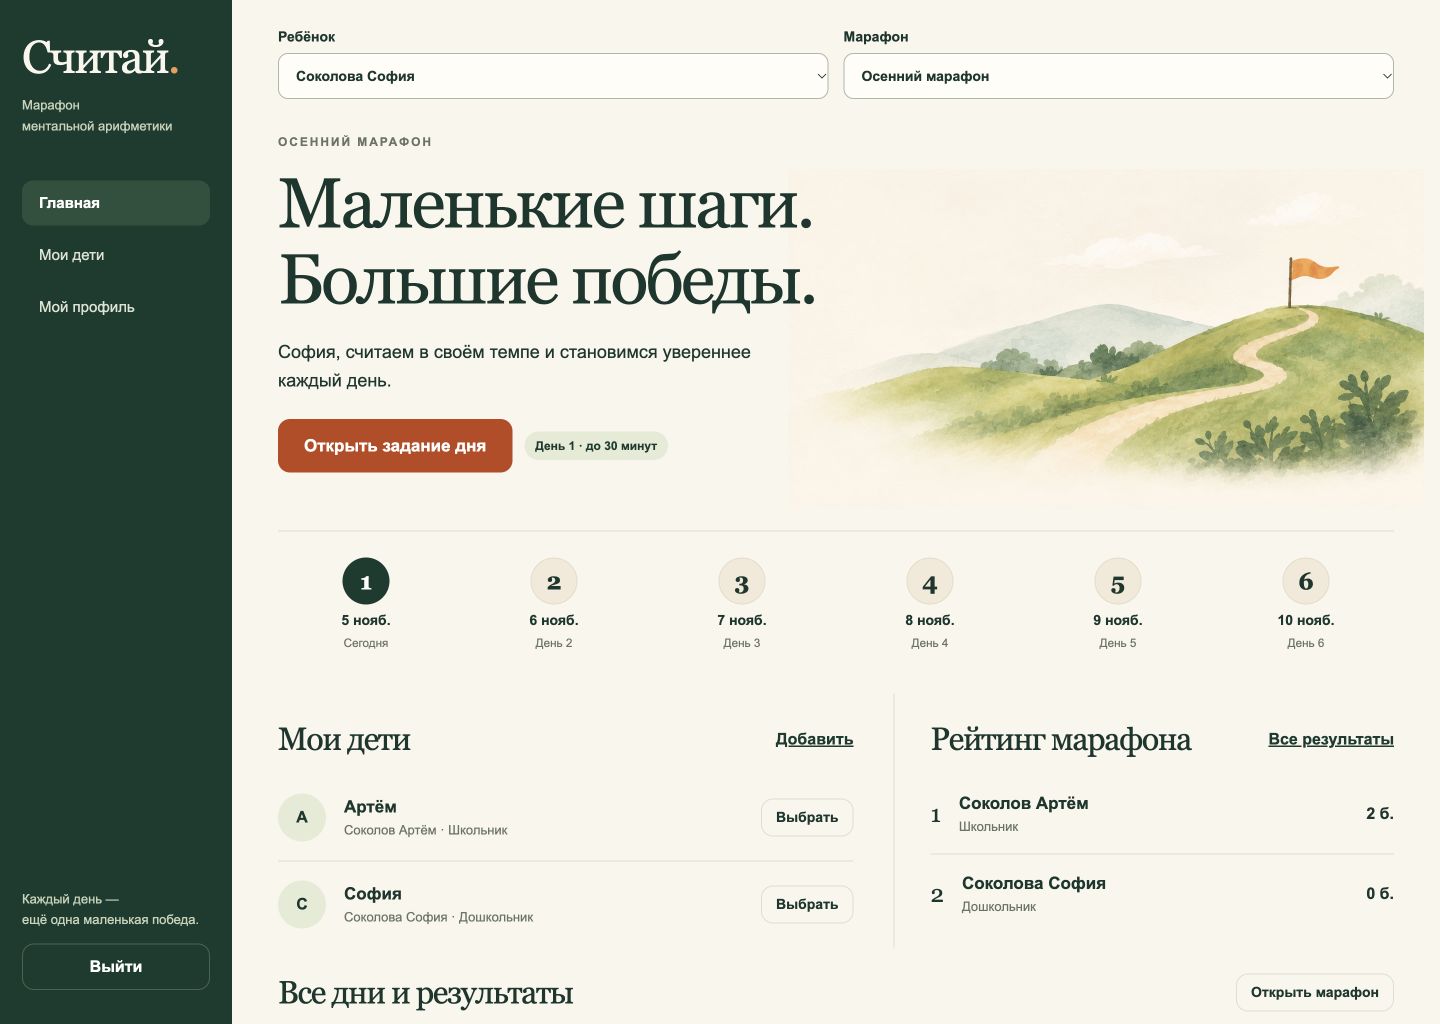 Считай.
Марафон
ментальной арифметики
Главная
Мои дети
Мой профиль
Каждый день —
ещё одна маленькая победа.
Выйти
Ребёнок
Соколова София
Марафон
Осенний марафон
ОСЕННИЙ МАРАФОН
Маленькие шаги.
Большие победы.
София, считаем в своём темпе и становимся увереннее
каждый день.
Открыть задание дня
День 1 · до 30 минут
1
5 нояб.
Сегодня
2
6 нояб.
День 2
3
7 нояб.
День 3
4
8 нояб.
День 4
5
9 нояб.
День 5
6
10 нояб.
День 6
Мои дети
Добавить
А
Артём
Соколов Артём · Школьник
Выбрать
С
София
Соколова София · Дошкольник
Выбрать
Рейтинг марафона
Все результаты
1
Соколов Артём
Школьник
2 б.
2
Соколова София
Дошкольник
0 б.
Все дни и результаты
Открыть марафон